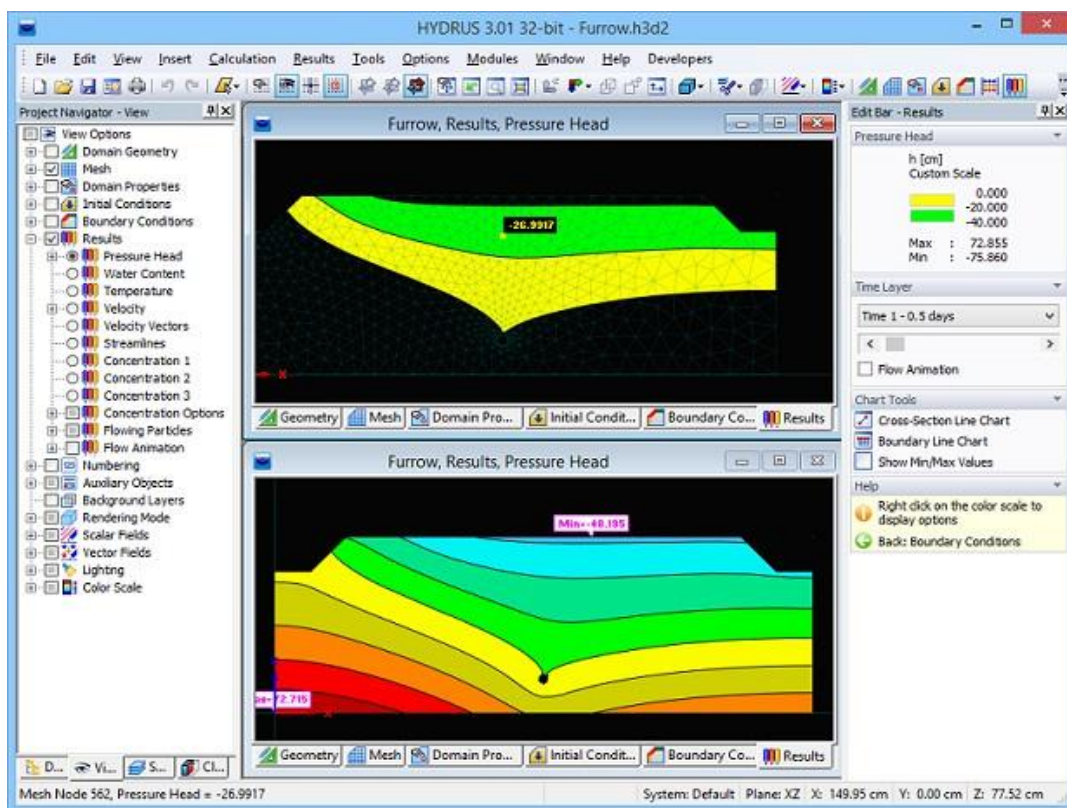 HYDRUS 3.01 32-bit - Furrow.h3d2
File Edit View Insert Calculation Results Tools Options Modules Window Help Developers
Project Navigator - View
View Options
Domain Geometry
Mesh
Domain Properties
Initial Conditions
Boundary Conditions
Results
Pressure Head
Water Content
Temperature
Velocity
Velocity Vectors
Streamlines
Concentration 1
Concentration 2
Concentration 3
Concentration Options
Flowing Particles
Flow Animation
Numbering
Auxiliary Objects
Background Layers
Rendering Mode
Scalar Fields
Vector Fields
Lighting
Color Scale
D... Vi... S... Cl...
Furrow, Results, Pressure Head
-26.9917
X
Geometry Mesh Domain Pro... Initial Condit... Boundary Co... Results
Furrow, Results, Pressure Head
Min=-48.195
=72.715
X
Geometry Mesh Domain Pro... Initial Condit... Boundary Co... Results
Edit Bar - Results
Pressure Head
h [cm]
Custom Scale
0.000
-20.000
-40.000
Max : 72.855
Min : -75.860
Time Layer
Time 1 - 0.5 days
Flow Animation
Chart Tools
Cross-Section Line Chart
Boundary Line Chart
Show Min/Max Values
Help
Right click on the color scale to
display options
Back: Boundary Conditions
Mesh Node 562, Pressure Head = -26.9917
System: Default Plane: XZ X: 149.95 cm Y: 0.00 cm Z: 77.52 cm